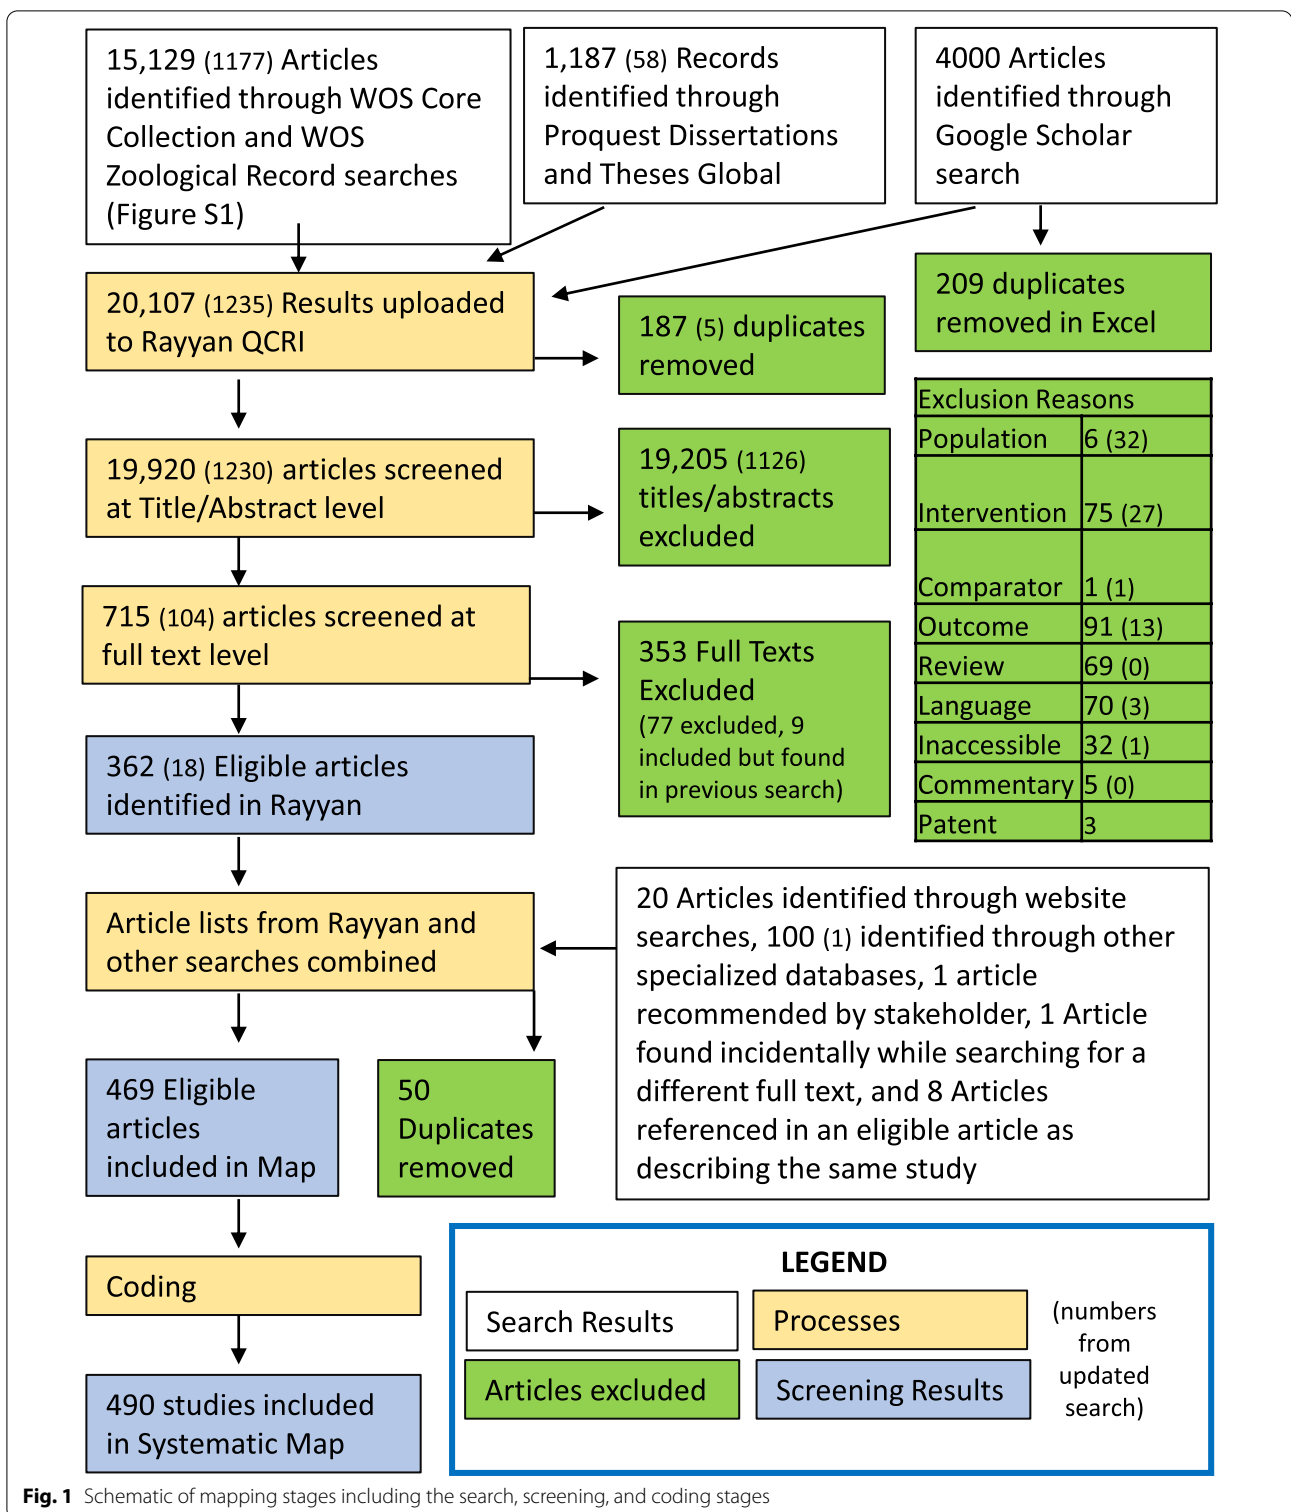 15,129 (1177) Articles
identified through WOS Core
Collection and WOS
Zoological Record searches
(Figure S1)
1,187 (58) Records
identified through
Proquest Dissertations
and Theses Global
4000 Articles
identified through
Google Scholar
search
20,107 (1235) Results uploaded
to Rayyan QCRI
187 (5) duplicates
removed
209 duplicates
removed in Excel
19,920 (1230) articles screened
at Title/Abstract level
19,205 (1126)
titles/abstracts
excluded
Exclusion Reasons
Population 6 (32)
Intervention 75 (27)
Comparator 1 (1)
Outcome 91 (13)
Review 69 (0)
Language 70 (3)
Inaccessible 32 (1)
Commentary 5 (0)
Patent 3
715 (104) articles screened at
full text level
353 Full Texts
Excluded
(77 excluded, 9
included but found
in previous search)
362 (18) Eligible articles
identified in Rayyan
Article lists from Rayyan and
other searches combined
20 Articles identified through website
searches, 100 (1) identified through other
specialized databases, 1 article
recommended by stakeholder, 1 Article
found incidentally while searching for a
different full text, and 8 Articles
referenced in an eligible article as
describing the same study
469 Eligible
articles
included in Map
50
Duplicates
removed
Coding
490 studies included
in Systematic Map
LEGEND
Search Results
Processes
Articles excluded
Screening Results
(numbers
from
updated
search)
Fig. 1 Schematic of mapping stages including the search, screening, and coding stages